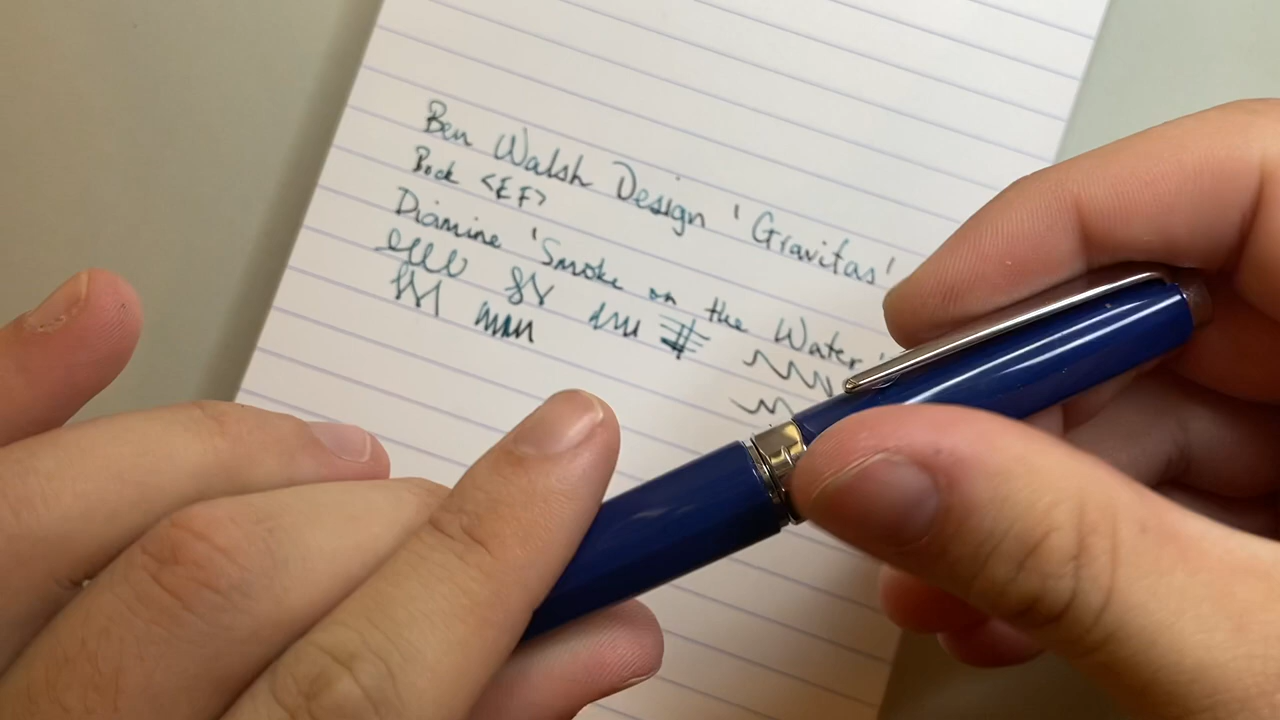 Ben Walsh Design 'Gravitas'
Bock <EF>
Diamine 'Smoke on the Water'